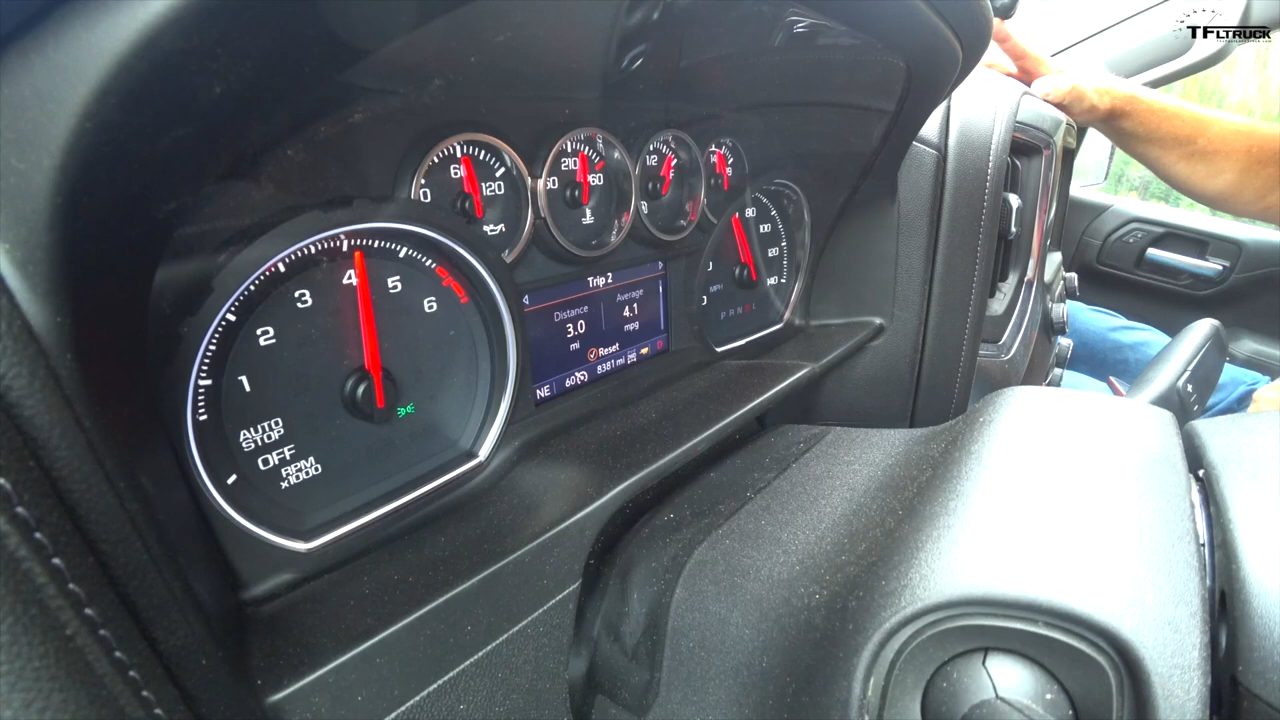 TFLTRUCK
0 60 120
210 260
1/2 F
14 19
80
100
120
140
MPH
P R N D L
1 2 3 4 5 6
AUTO
STOP
OFF
RPM
x1000
Trip 2
Distance
3.0
mi
Average
4.1
mpg
Reset
NE 60 8381 mi